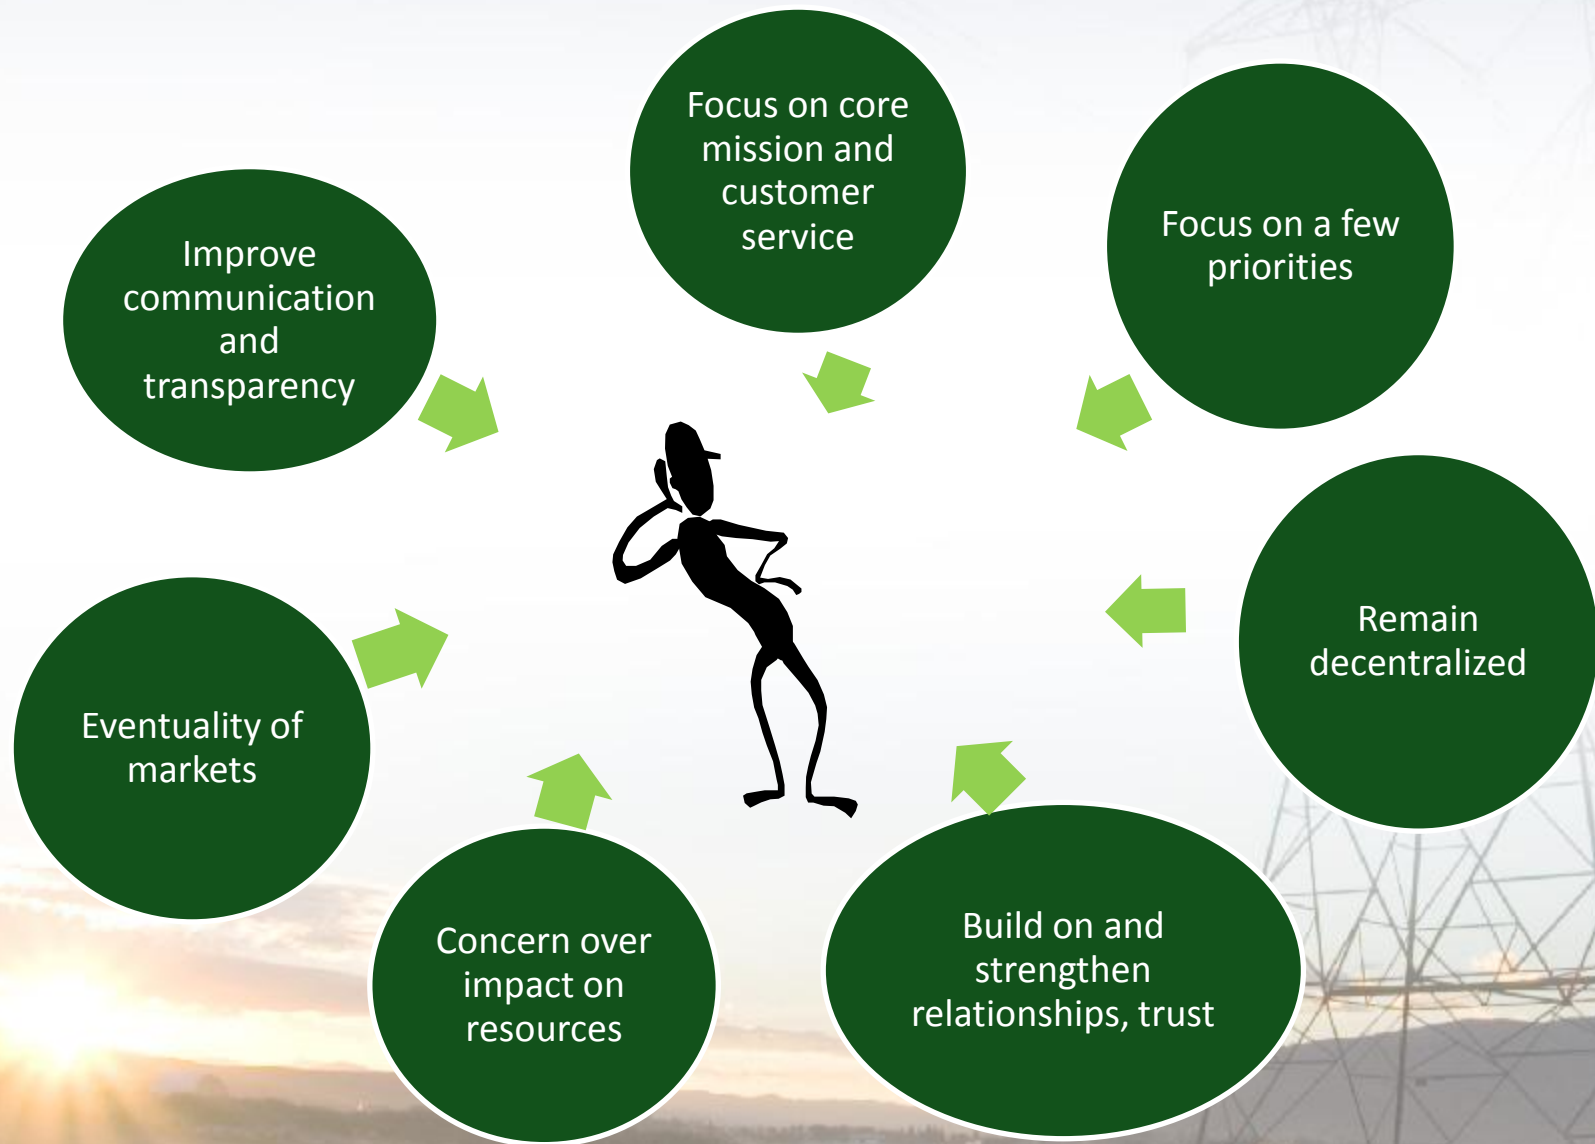 Focus on core
mission and
customer
service
Focus on a few
priorities
Remain
decentralized
Build on and
strengthen
relationships, trust
Concern over
impact on
resources
Eventuality of
markets
Improve
communication
and
transparency